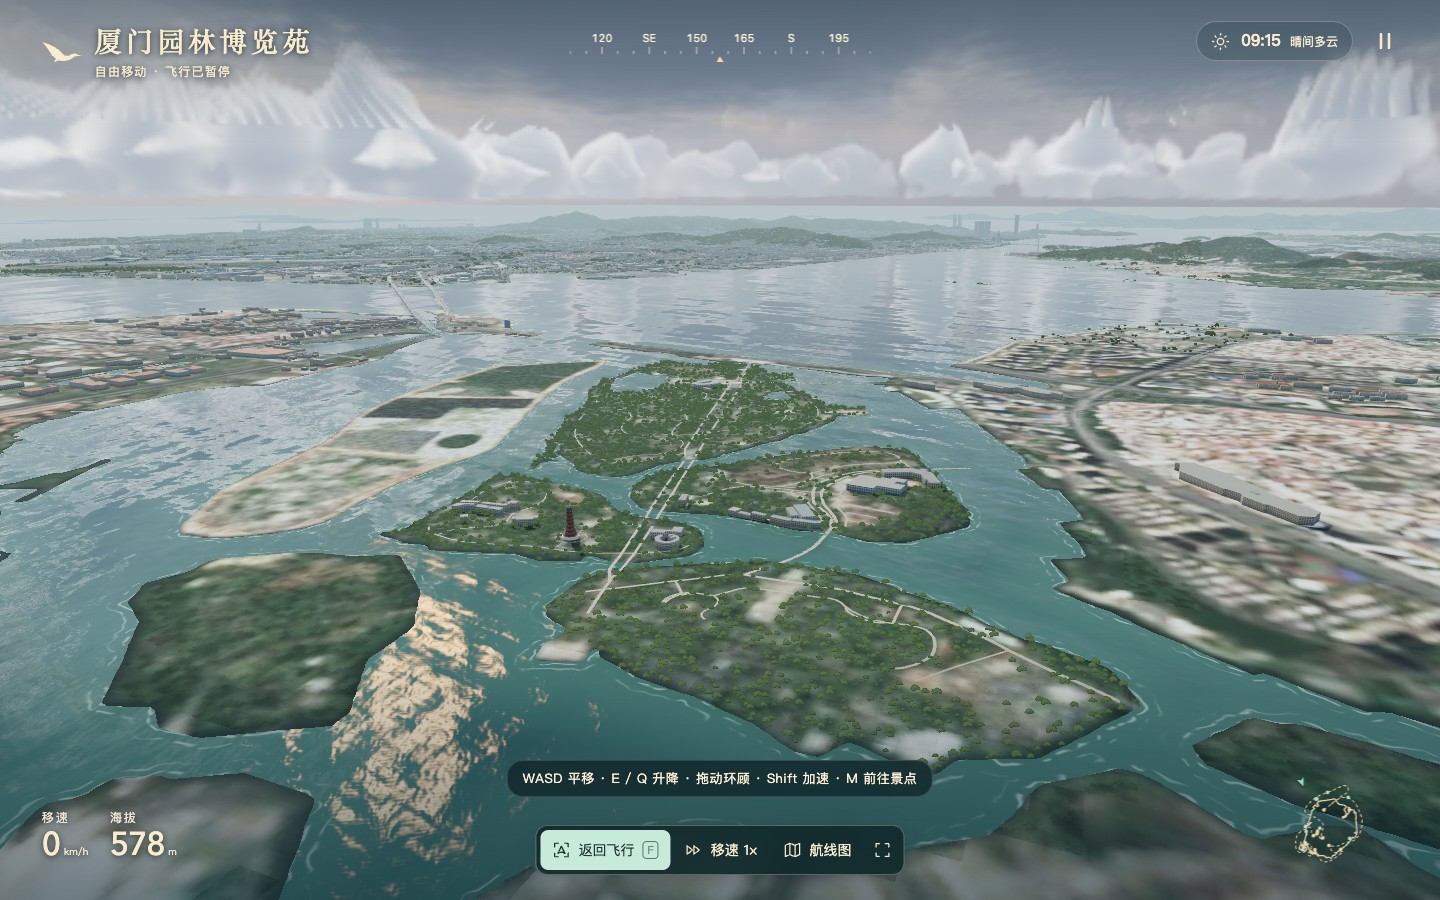 厦门园林博览苑
自由移动 · 飞行已暂停
120 SE 150 165 S 195
09:15 晴间多云
WASD 平移 · E / Q 升降 · 拖动环顾 · Shift 加速 · M 前往景点
移速 海拔
0 km/h 578 m
返回飞行 F 移速 1x 航线图